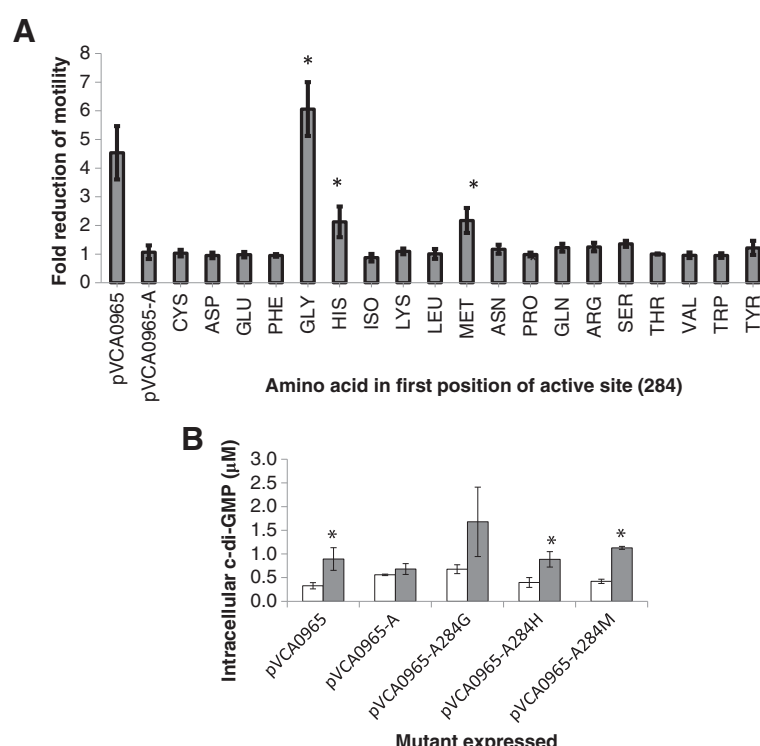 A
Fold reduction of motility
8
7
6
5
4
3
2
1
0
*
*
*
pVCA0965
pVCA0965-A
CYS
ASP
GLU
PHE
GLY
HIS
ISO
LYS
LEU
MET
ASN
PRO
GLN
ARG
SER
THR
VAL
TRP
TYR
Amino acid in first position of active site (284)
B
Intracellular c-di-GMP (µM)
3.0
2.5
2.0
1.5
1.0
0.5
0.0
*
*
*
pVCA0965
pVCA0965-A
pVCA0965-A284G
pVCA0965-A284H
pVCA0965-A284M
Mutant expressed